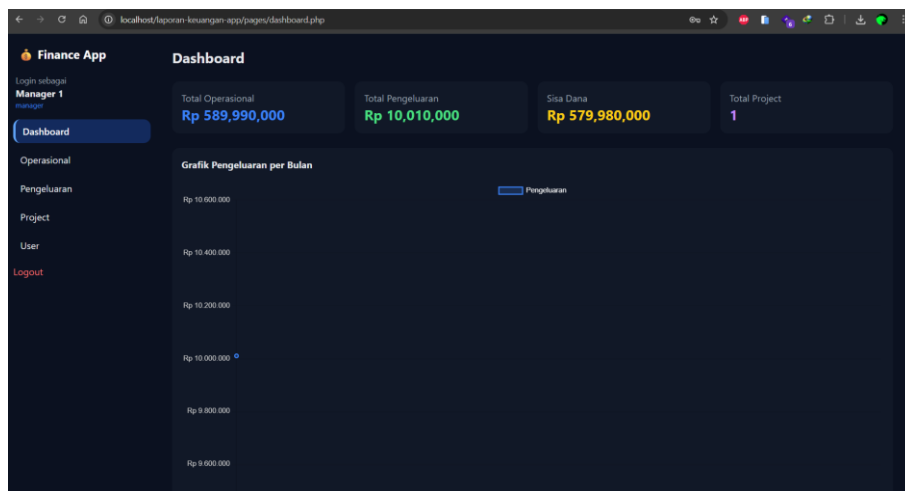 localhost/laporan-keuangan-app/pages/dashboard.php
Finance App
Login sebagai
Manager 1
manager
Dashboard
Operasional
Pengeluaran
Project
User
Logout
Dashboard
Total Operasional
Rp 589,990,000
Total Pengeluaran
Rp 10,010,000
Sisa Dana
Rp 579,980,000
Total Project
1
Grafik Pengeluaran per Bulan
Pengeluaran
Rp 10.600.000
Rp 10.400.000
Rp 10.200.000
Rp 10.000.000
Rp 9.800.000
Rp 9.600.000